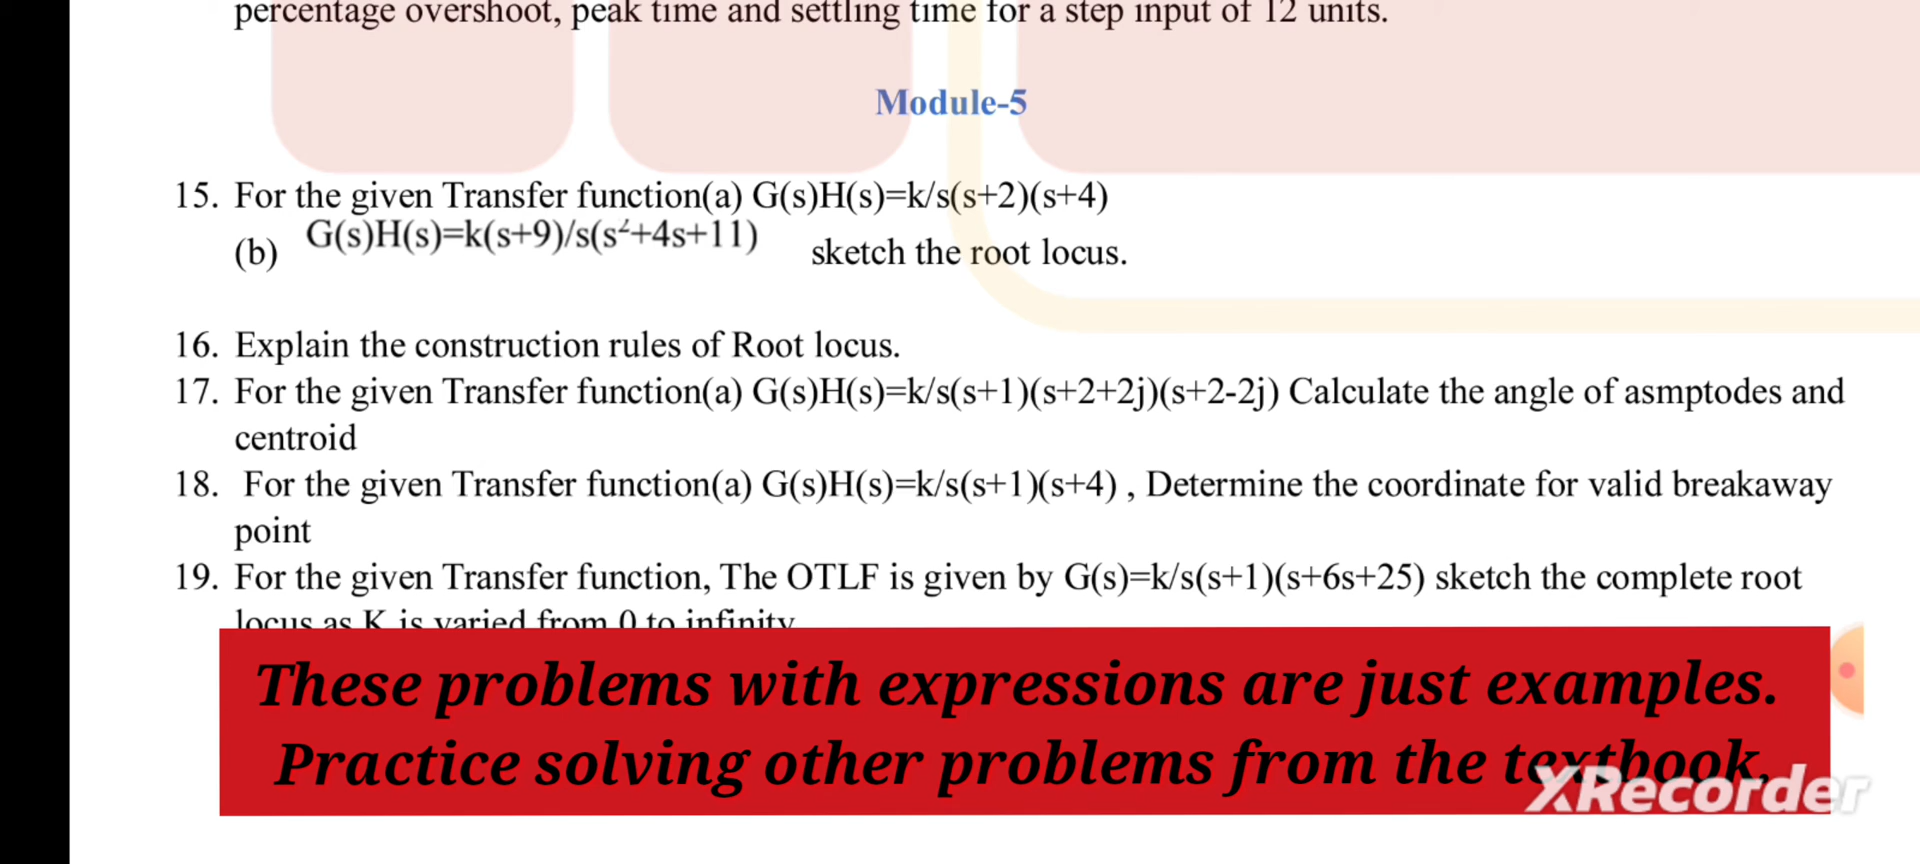 percentage overshoot, peak time and settling time for a step input of 12 units.
Module-5
15. For the given Transfer function(a) G(s)H(s)=k/s(s+2)(s+4)
(b) G(s)H(s)=k(s+9)/s(s²+4s+11) sketch the root locus.
16. Explain the construction rules of Root locus.
17. For the given Transfer function(a) G(s)H(s)=k/s(s+1)(s+2+2j)(s+2-2j) Calculate the angle of asmptodes and
centroid
18. For the given Transfer function(a) G(s)H(s)=k/s(s+1)(s+4) , Determine the coordinate for valid breakaway
point
19. For the given Transfer function, The OTLF is given by G(s)=k/s(s+1)(s+6s+25) sketch the complete root
locus as K is varied from 0 to infinity
These problems with expressions are just examples.
Practice solving other problems from the textbook.
XRecorder